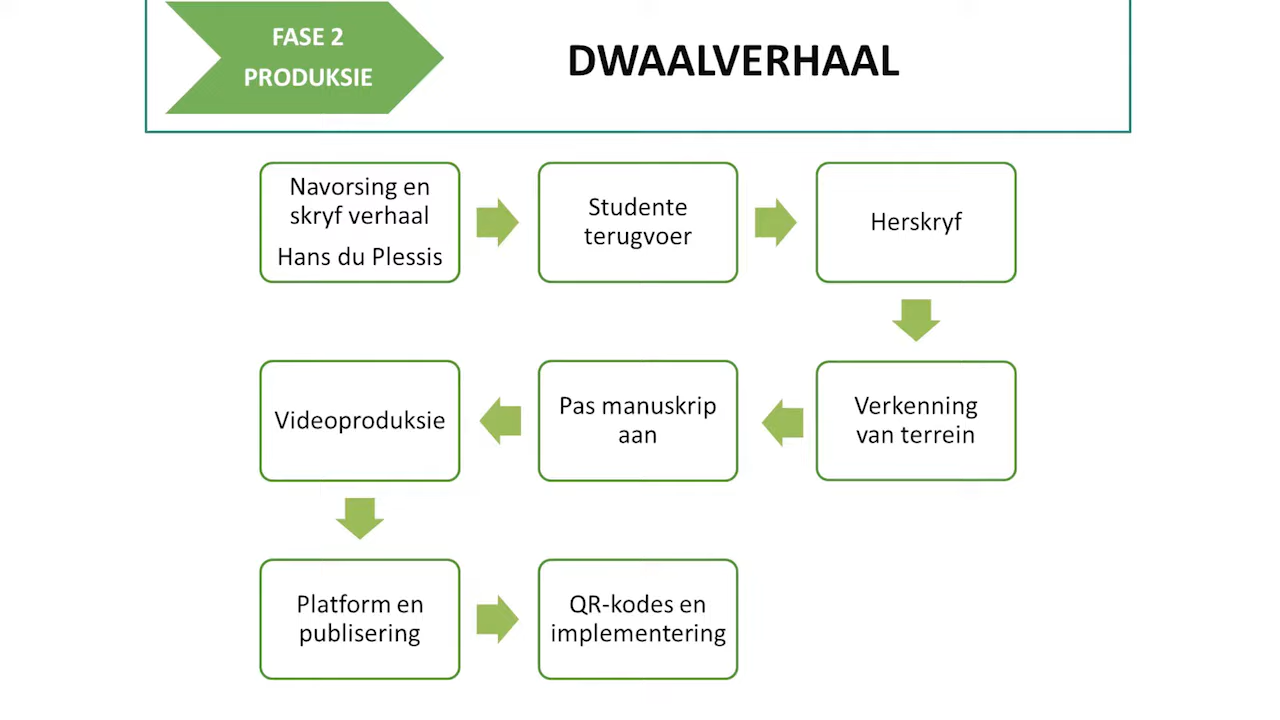 FASE 2
PRODUKSIE
DWAALVERHAAL
Navorsing en
skryf verhaal
Hans du Plessis
Studente
terugvoer
Herskryf
Verkenning
van terrein
Pas manuskrip
aan
Videoproduksie
Platform en
publisering
QR-kodes en
implementering